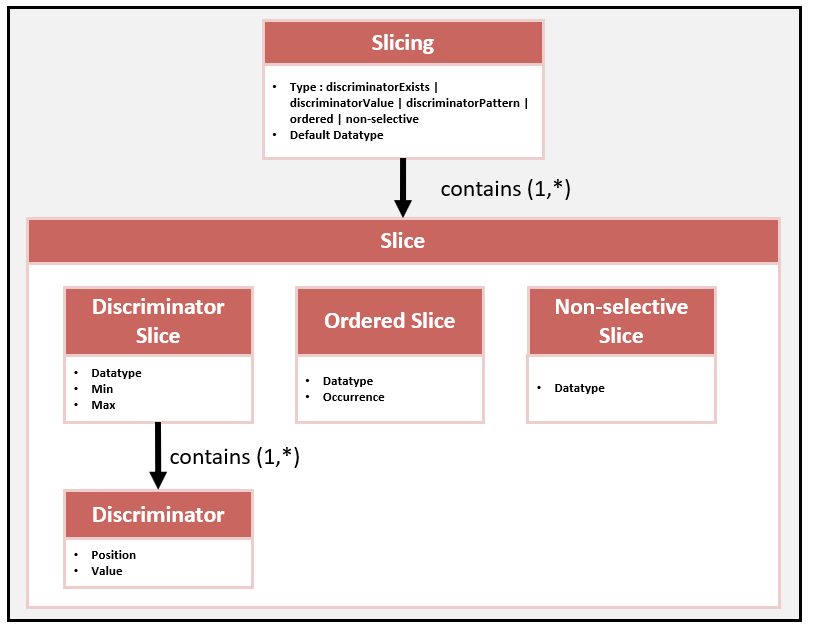 Slicing
• Type : discriminatorExists |
discriminatorValue | discriminatorPattern |
ordered | non-selective
• Default Datatype
contains (1,*)
Slice
Discriminator
Slice
• Datatype
• Min
• Max
Ordered Slice
• Datatype
• Occurrence
Non-selective
Slice
• Datatype
contains (1,*)
Discriminator
• Position
• Value